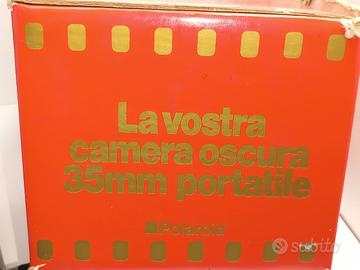 La vostra
camera oscura
35mm portatile
Polaroid
subito